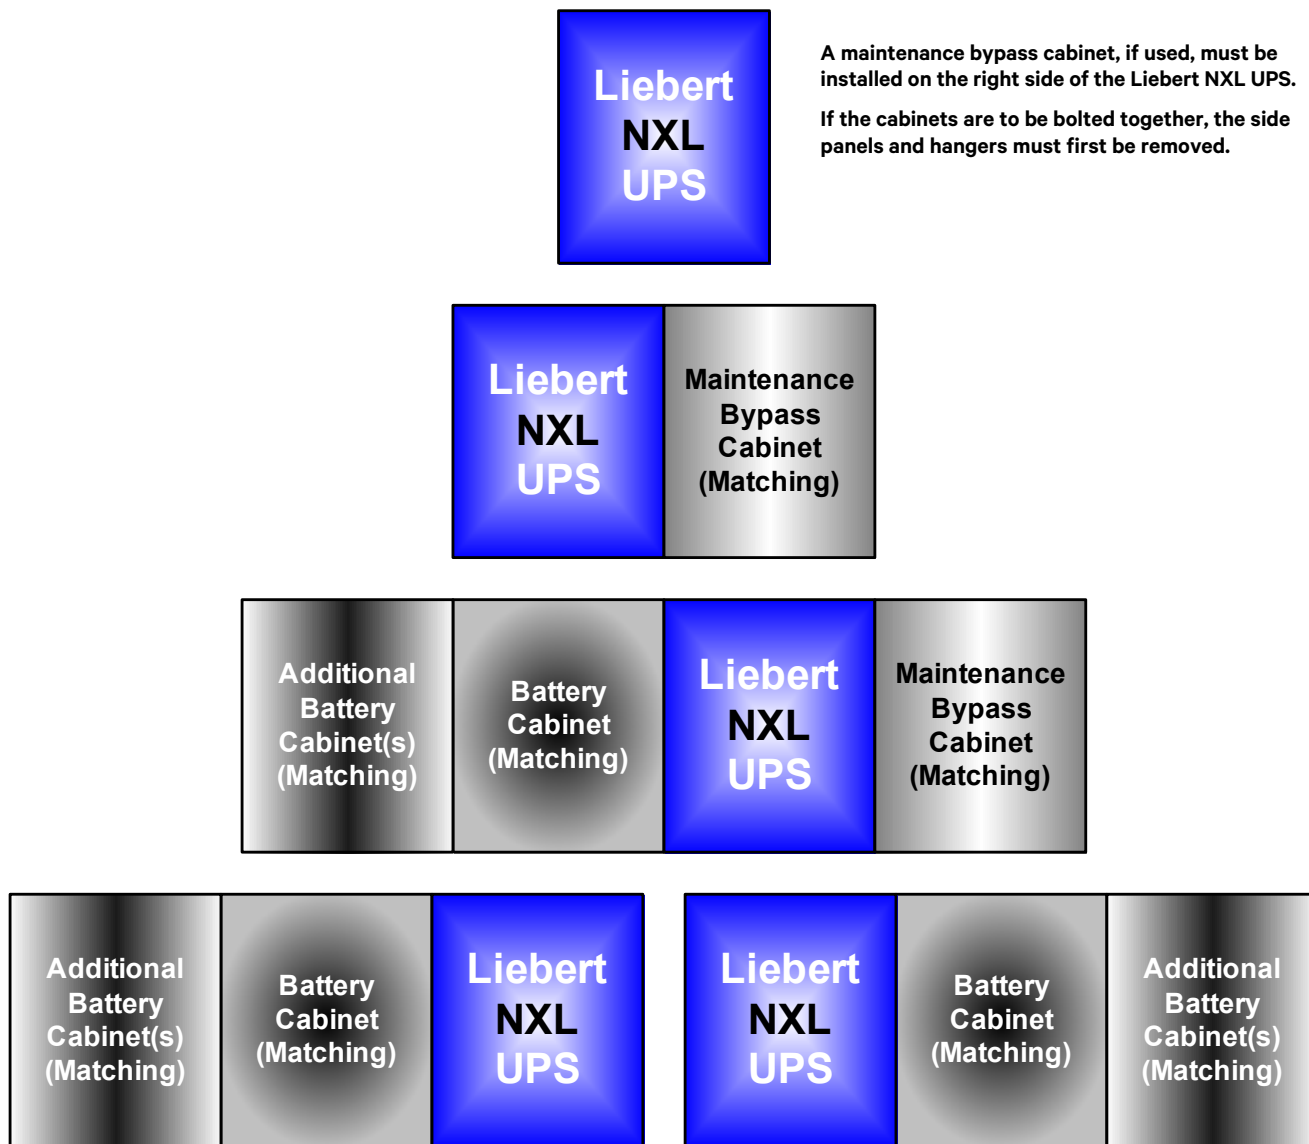 Liebert
NXL
UPS
A maintenance bypass cabinet, if used, must be
installed on the right side of the Liebert NXL UPS.
If the cabinets are to be bolted together, the side
panels and hangers must first be removed.
Liebert
NXL
UPS
Maintenance
Bypass
Cabinet
(Matching)
Additional
Battery
Cabinet(s)
(Matching)
Battery
Cabinet
(Matching)
Liebert
NXL
UPS
Maintenance
Bypass
Cabinet
(Matching)
Additional
Battery
Cabinet(s)
(Matching)
Battery
Cabinet
(Matching)
Liebert
NXL
UPS
Liebert
NXL
UPS
Battery
Cabinet
(Matching)
Additional
Battery
Cabinet(s)
(Matching)